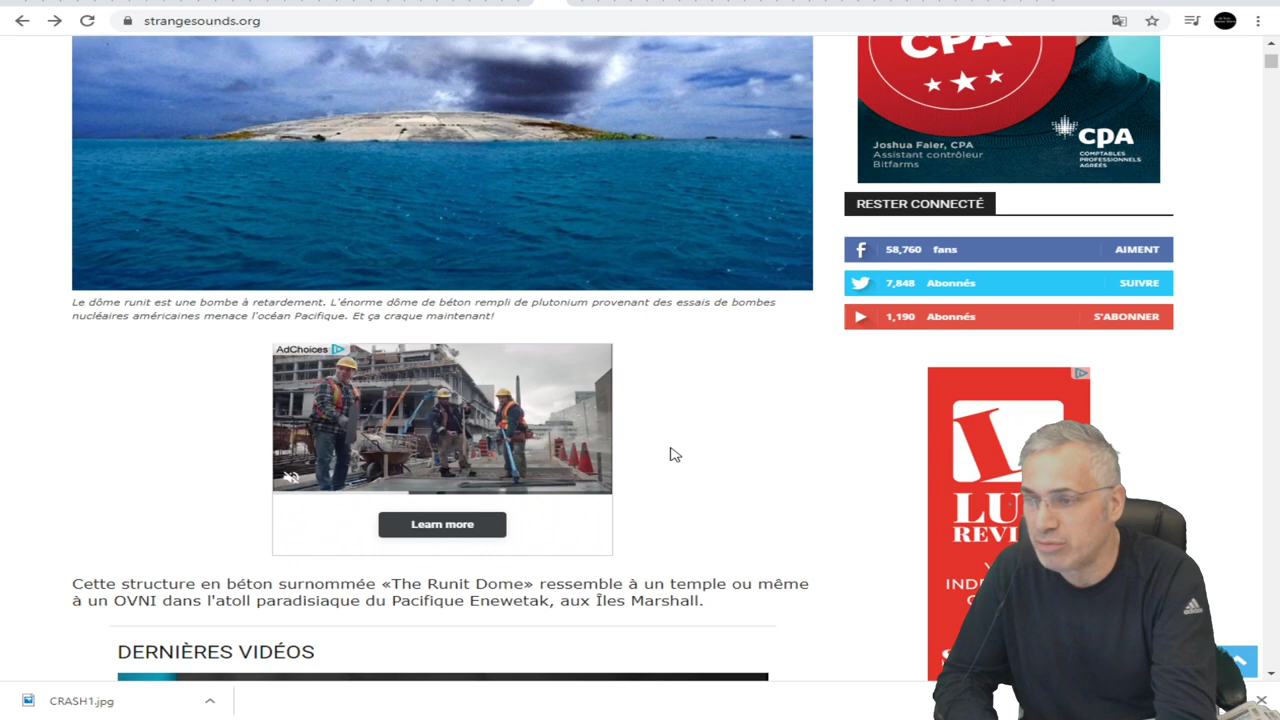 strangesounds.org
CPA
Joshua Faler, CPA
Assistant contrôleur
Bitfarms
CPA
COMPTABLES
PROFESSIONNELS
AGRÉÉS
RESTER CONNECTÉ
58,760 fans AIMENT
7,848 Abonnés SUIVRE
1,190 Abonnés S'ABONNER
Le dôme runit est une bombe à retardement. L'énorme dôme de béton rempli de plutonium provenant des essais de bombes
nucléaires américaines menace l'océan Pacifique. Et ça craque maintenant!
AdChoices
Learn more
LU
REVI
IND
Cette structure en béton surnommée «The Runit Dome» ressemble à un temple ou même
à un OVNI dans l'atoll paradisiaque du Pacifique Enewetak, aux Îles Marshall.
DERNIÈRES VIDÉOS
CRASH1.jpg